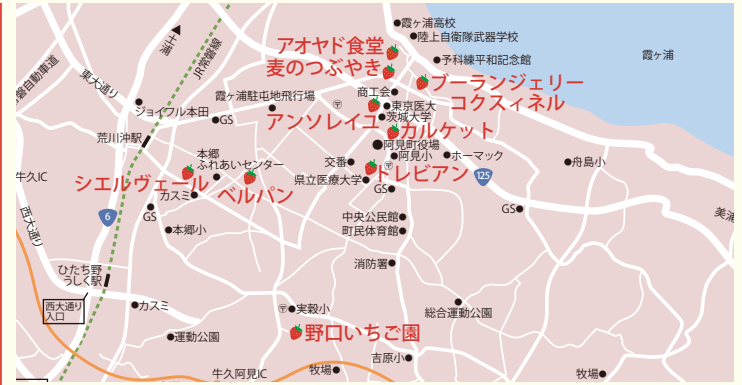 霞ヶ浦高校
陸上自衛隊武器学校
予科練平和記念館
霞ヶ浦
土浦
JR常磐線
アオヤド食堂
麦のつぶやき
ブーランジェリー
コクスィネル
常磐自動車道
東大通り
商工会
東京医大
茨城大学
霞ヶ浦駐屯地飛行場
〒
アンソレイユ
カルケット
ジョイフル本田
GS
荒川沖駅
阿見町役場
阿見小
ホーマック
本郷
ふれあいセンター
交番
県立医療大学
トレビアン
125
舟島小
牛久IC
シエルヴェール
ベルパン
カスミ
GS
GS
GS
美浦
西大通り
6
本郷小
中央公民館
町民体育館
消防署
ひたち野
うしく駅
西大通り
入口
カスミ
〒
実穀小
総合運動公園
野口いちご園
運動公園
吉原小
牛久阿見IC
牧場
牧場